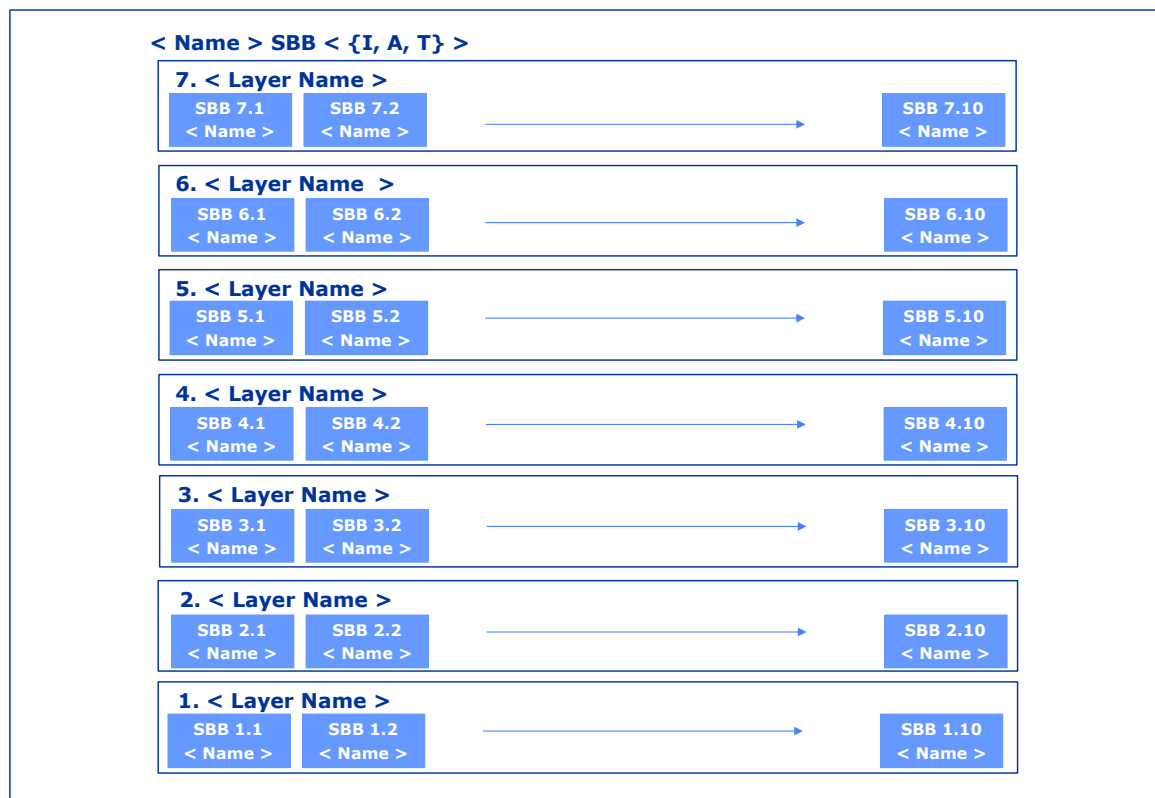 < Name > SBB < {I, A, T} >
7. < Layer Name >
SBB 7.1 SBB 7.2 SBB 7.10
< Name > < Name > < Name >
6. < Layer Name >
SBB 6.1 SBB 6.2 SBB 6.10
< Name > < Name > < Name >
5. < Layer Name >
SBB 5.1 SBB 5.2 SBB 5.10
< Name > < Name > < Name >
4. < Layer Name >
SBB 4.1 SBB 4.2 SBB 4.10
< Name > < Name > < Name >
3. < Layer Name >
SBB 3.1 SBB 3.2 SBB 3.10
< Name > < Name > < Name >
2. < Layer Name >
SBB 2.1 SBB 2.2 SBB 2.10
< Name > < Name > < Name >
1. < Layer Name >
SBB 1.1 SBB 1.2 SBB 1.10
< Name > < Name > < Name >